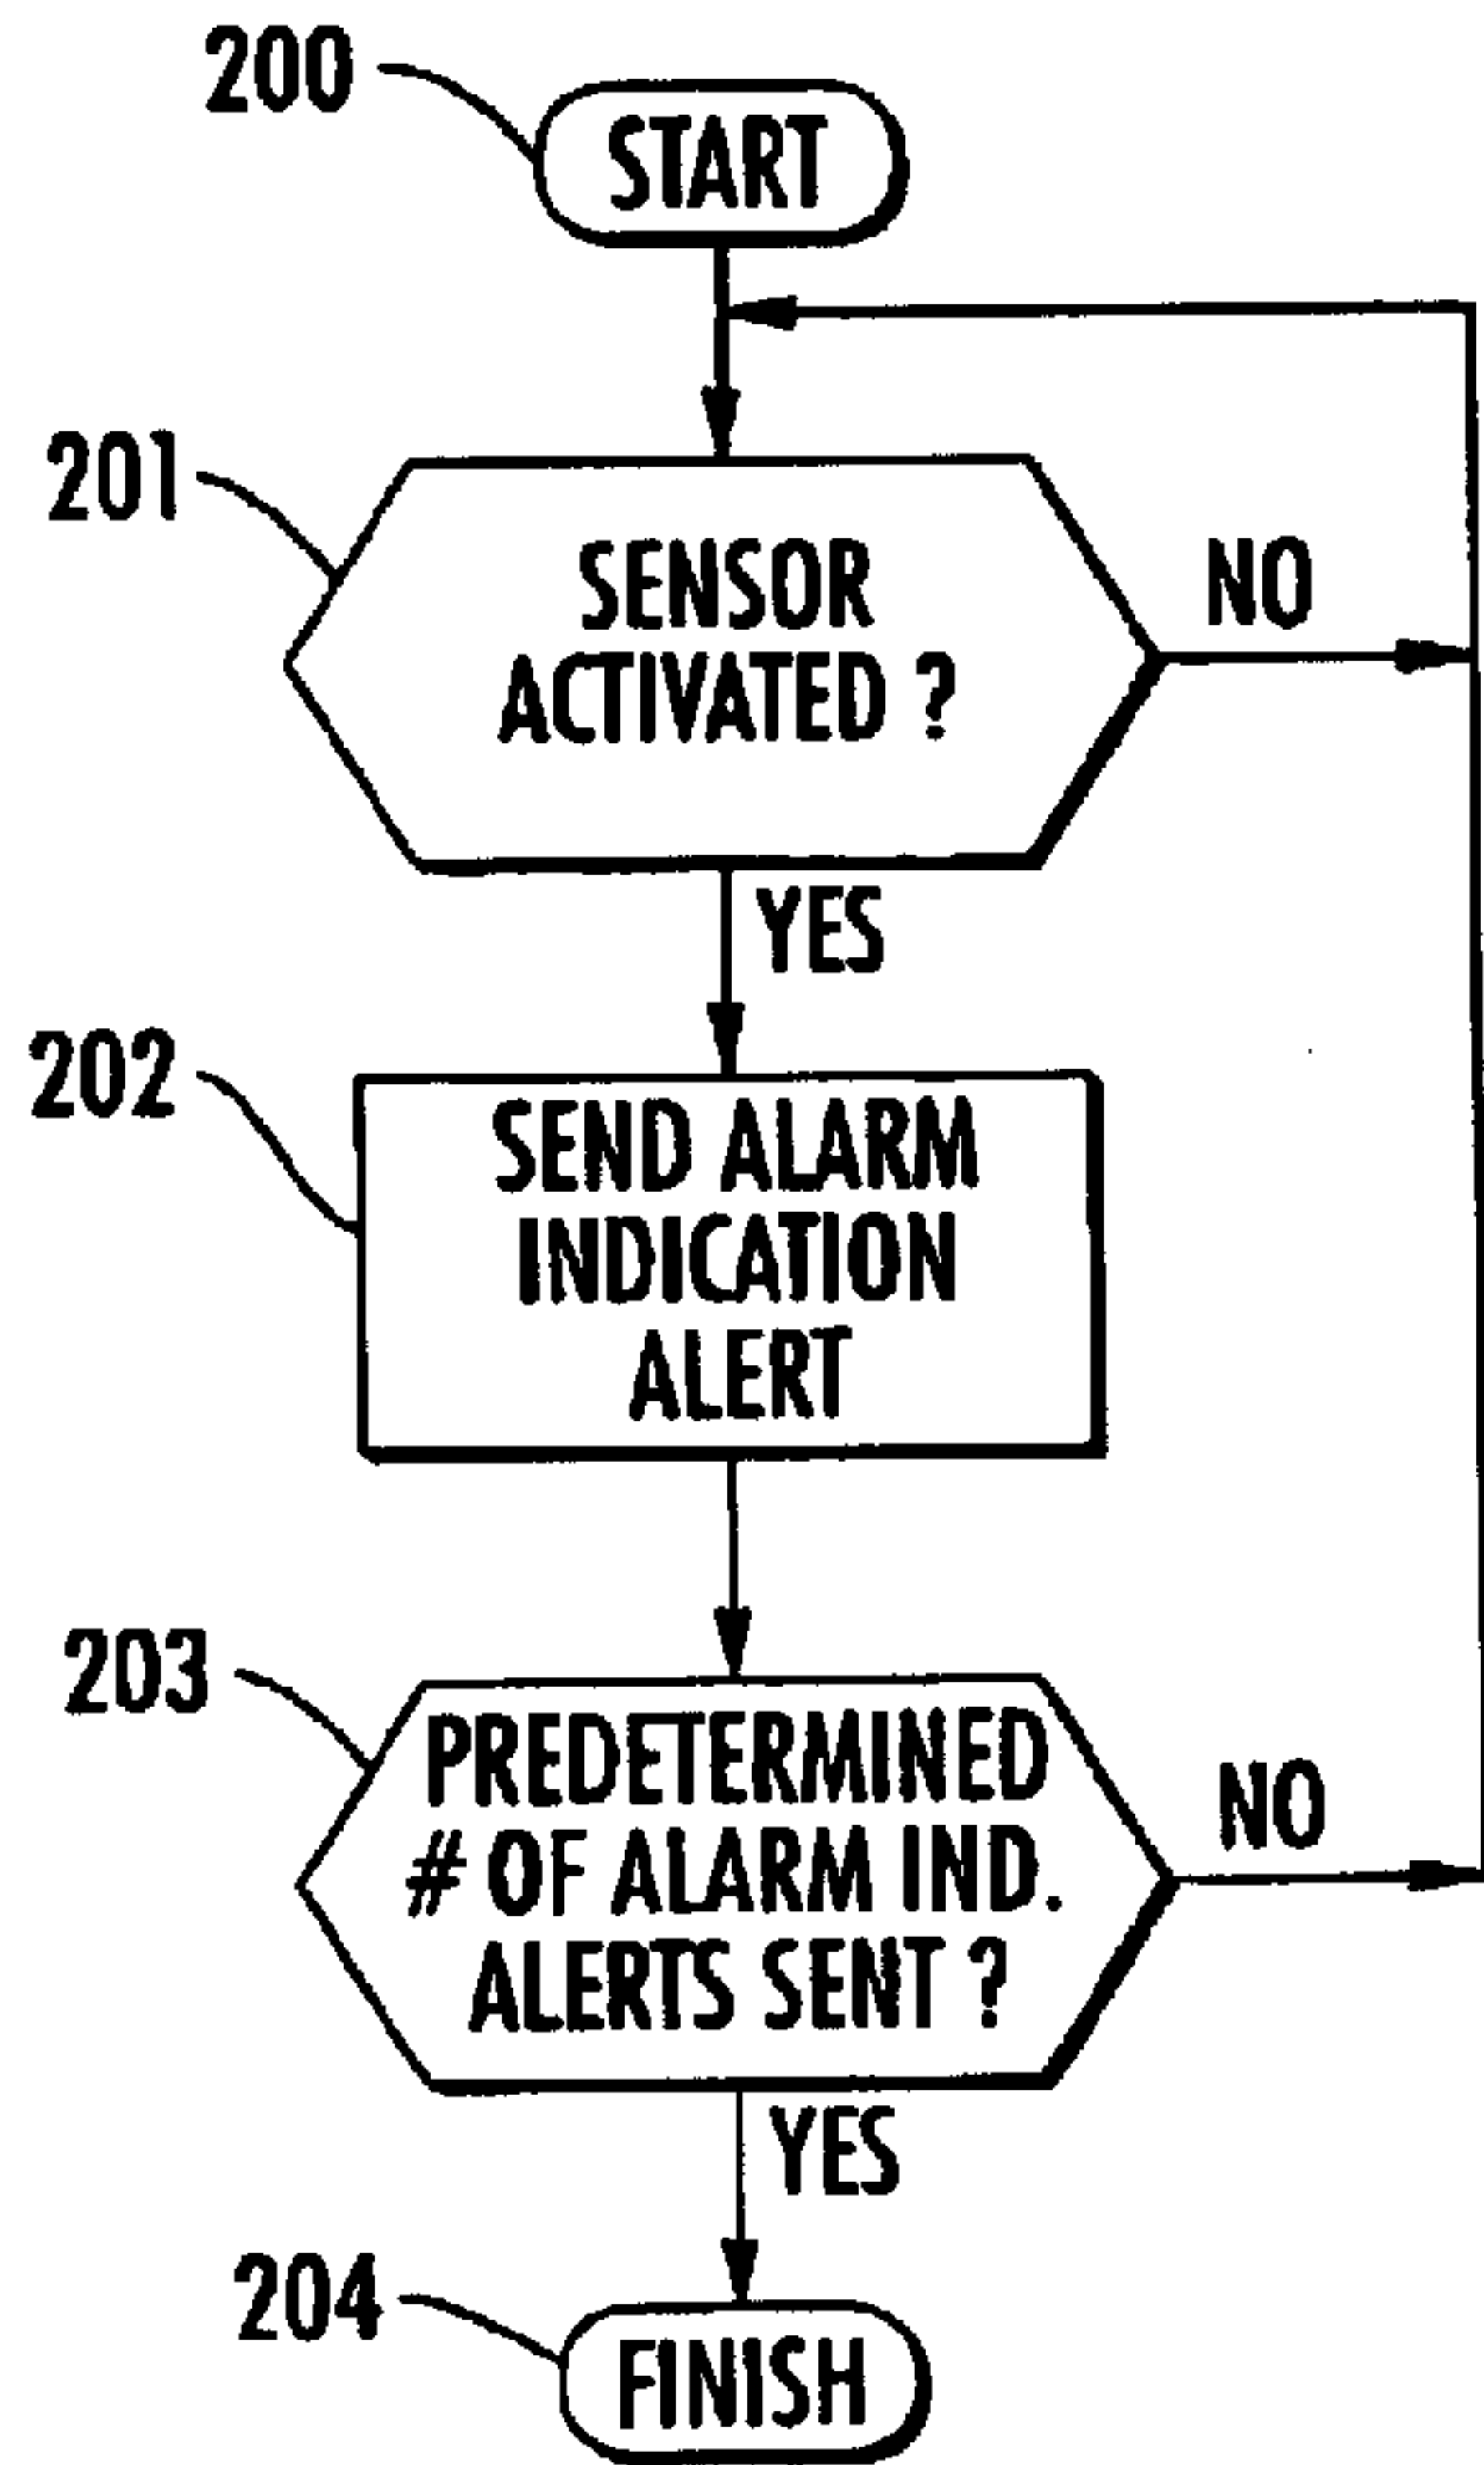 200
START
201
SENSOR
ACTIVATED ?
NO
YES
202
SEND ALARM
INDICATION
ALERT
203
PREDETERMINED
# OF ALARM IND.
ALERTS SENT ?
NO
YES
204
FINISH